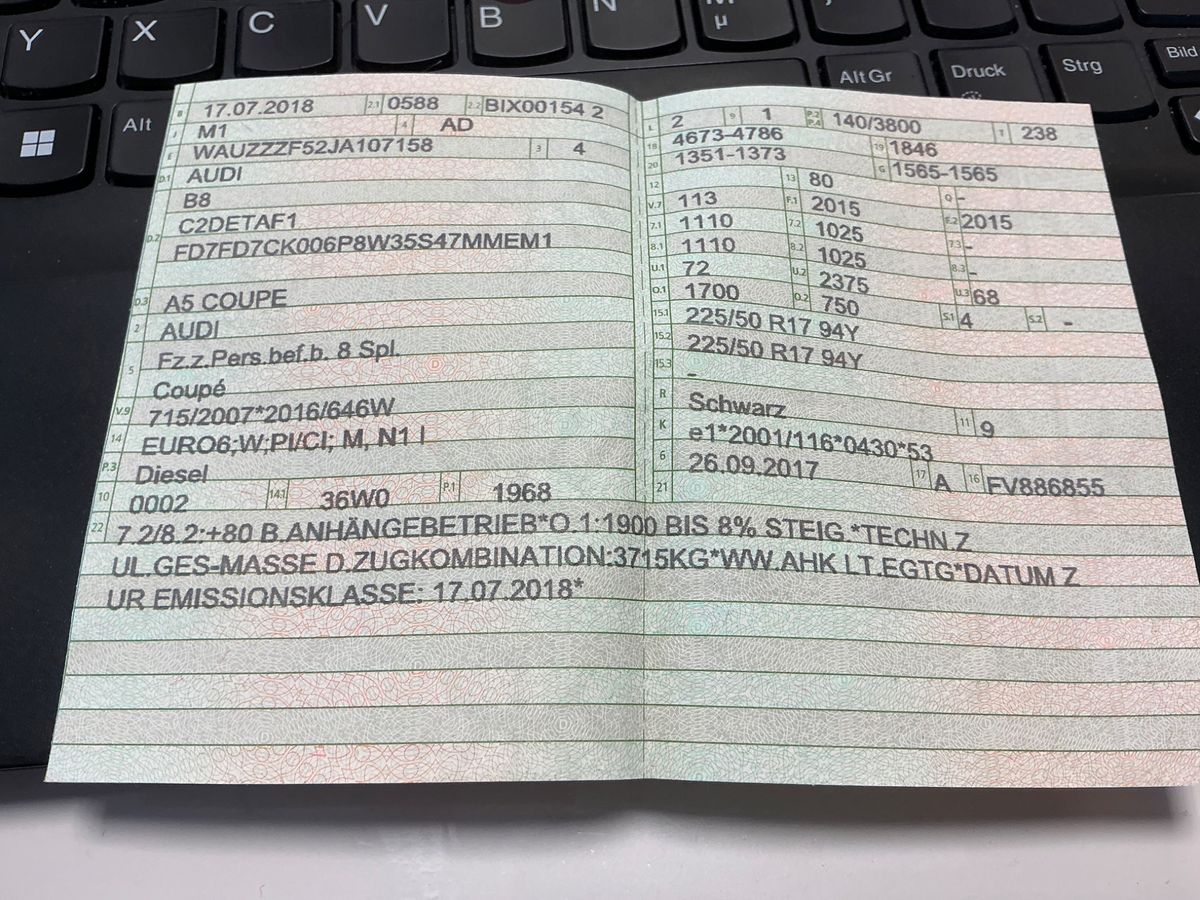 Y X C V B N M µ
Alt Alt Gr Druck Strg Bild
B 17.07.2018 2.1 0588 2.2 BIX00154 2
J M1 4 AD
E WAUZZZF52JA107158 3 4
D.1 AUDI
B8
D.2 C2DETAF1
FD7FD7CK006P8W35S47MMEM1
D.3 A5 COUPE
2 AUDI
5 Fz.z.Pers.bef.b. 8 Spl.
Coupé
V.9 715/2007*2016/646W
14 EURO6;W;PI/CI; M, N1 I
P.3 Diesel
10 0002 14.1 36W0 P.1 1968
L 2 9 1 P.2 P.4 140/3800 T 238
18 4673-4786 19 1846
20 1351-1373 G 1565-1565
12 13 80 Q -
V.7 113 F.1 2015 F.2 2015
7.1 1110 7.2 1025 7.3 -
8.1 1110 8.2 1025 8.3 -
U.1 72 U.2 2375 U.3 68
O.1 1700 O.2 750 S.1 4 S.2 -
15.1 225/50 R17 94Y
15.2 225/50 R17 94Y
15.3 -
R Schwarz 11 9
K e1*2001/116*0430*53
6 26.09.2017 17 A 16 FV886855
21
22 7.2/8.2:+80 B.ANHÄNGEBETRIEB*O.1:1900 BIS 8% STEIG.*TECHN.Z
UL.GES-MASSE D.ZUGKOMBINATION:3715KG*WW.AHK LT.EGTG*DATUM Z
UR EMISSIONSKLASSE: 17.07.2018*